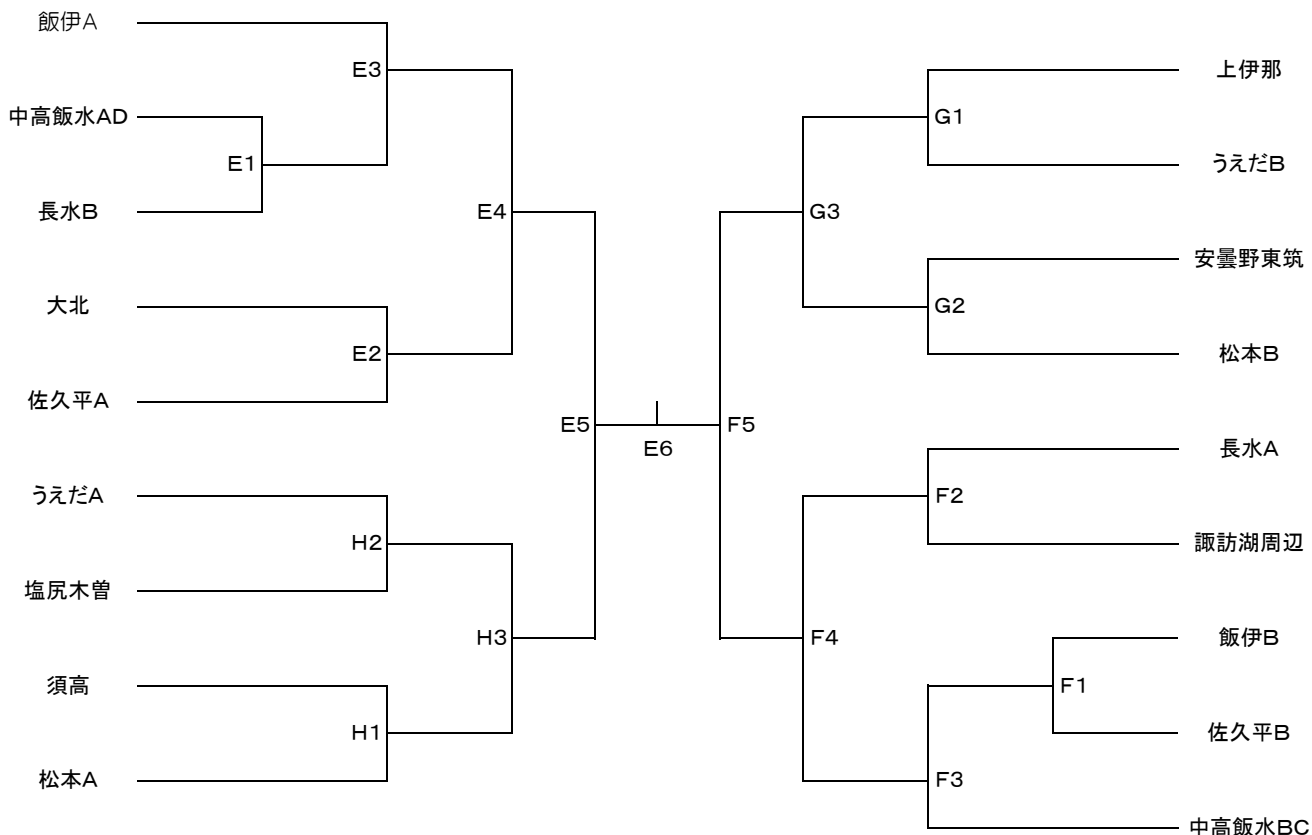 飯伊A
E3
中高飯水AD
E1
長水B
E4
大北
E2
佐久平A
E5
うえだA
H2
塩尻木曽
H3
須高
H1
松本A
E6
上伊那
G1
うえだB
G3
安曇野東筑
G2
松本B
F5
長水A
F2
諏訪湖周辺
F4
飯伊B
F1
佐久平B
F3
中高飯水BC